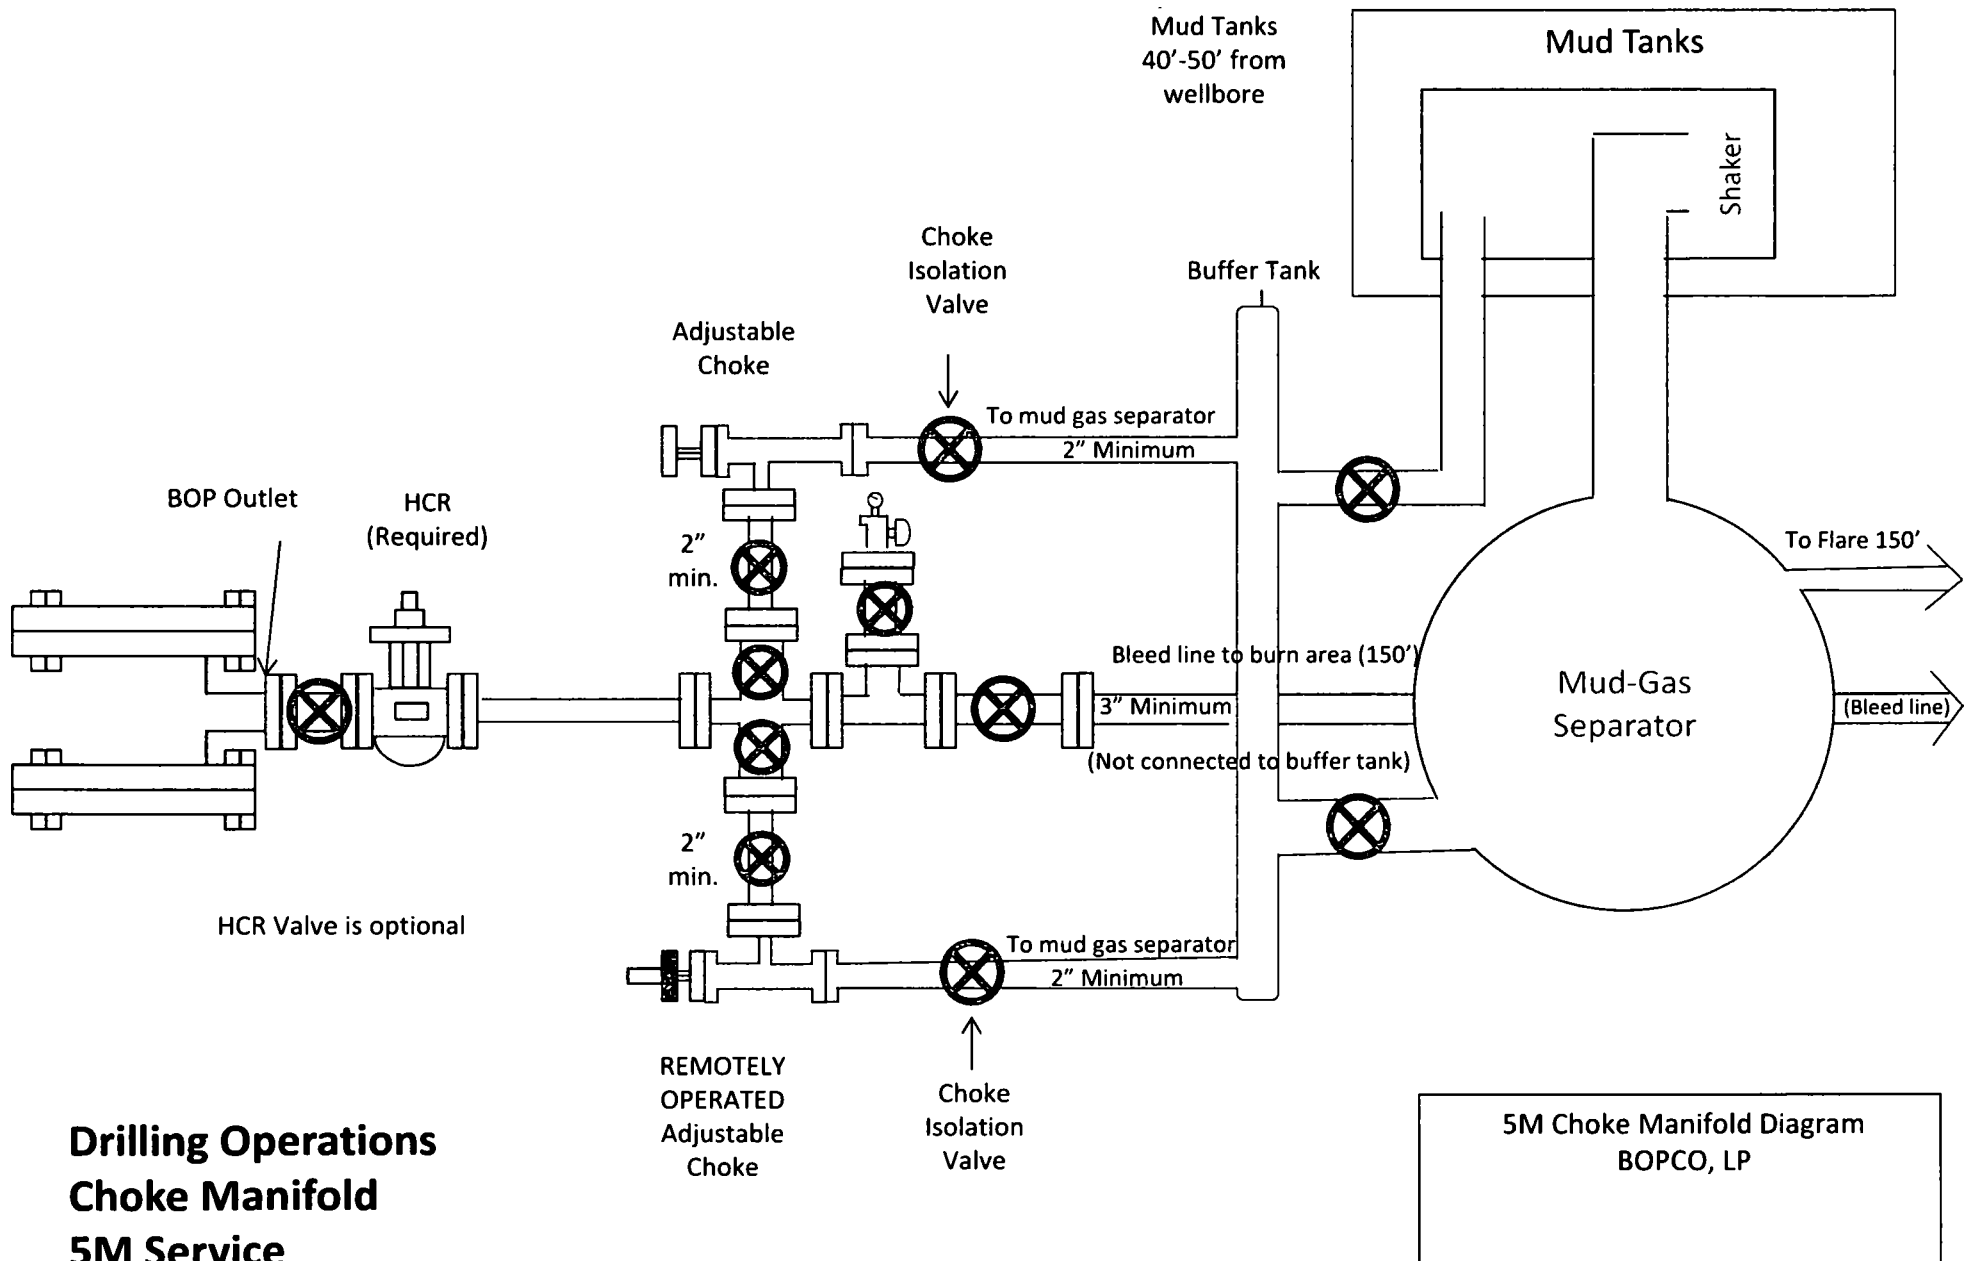 Mud Tanks
40'-50' from
wellbore
Mud Tanks
Shaker
Choke
Isolation
Valve
Buffer Tank
Adjustable
Choke
To mud gas separator
2" Minimum
BOP Outlet
HCR
(Required)
2"
min.
To Flare 150'
Bleed line to burn area (150')
3" Minimum
(Not connected to buffer tank)
Mud-Gas
Separator
(Bleed line)
2"
min.
HCR Valve is optional
To mud gas separator
2" Minimum
REMOTELY
OPERATED
Adjustable
Choke
Choke
Isolation
Valve
Drilling Operations
Choke Manifold
5M Service
5M Choke Manifold Diagram
BOPCO, LP